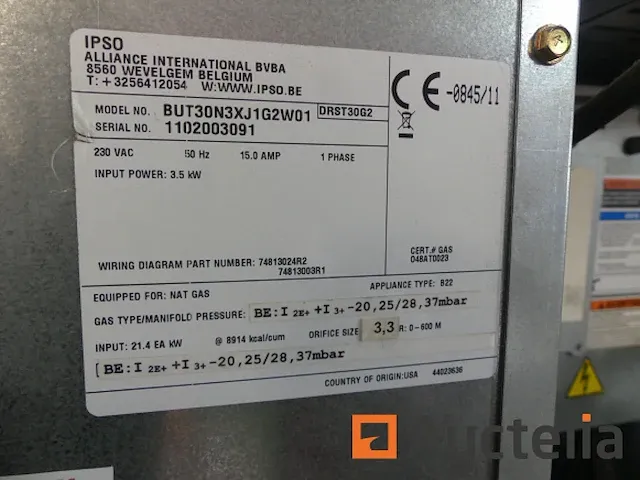 IPSO
ALLIANCE INTERNATIONAL BVBA
8560 WEVELGEM BELGIUM
T: +3256412054 W:WWW.IPSO.BE
CE -0845/11
MODEL NO. BUT30N3XJ1G2W01 DRST30G2
SERIAL NO. 1102003091
230 VAC 50 Hz 15.0 AMP 1 PHASE
INPUT POWER: 3.5 kW
WIRING DIAGRAM PART NUMBER: 74813024R2
74813003R1
CERT.# GAS
048AT0023
EQUIPPED FOR: NAT GAS
APPLIANCE TYPE: B22
GAS TYPE/MANIFOLD PRESSURE: BE:I 2E+ +I 3+ -20,25/28,37mbar
INPUT: 21.4 EA kW @ 8914 kcal/cum ORIFICE SIZE 3,3 R: 0-600 M
[BE:I 2E+ +I 3+ -20,25/28,37mbar
COUNTRY OF ORIGIN:USA 44023636